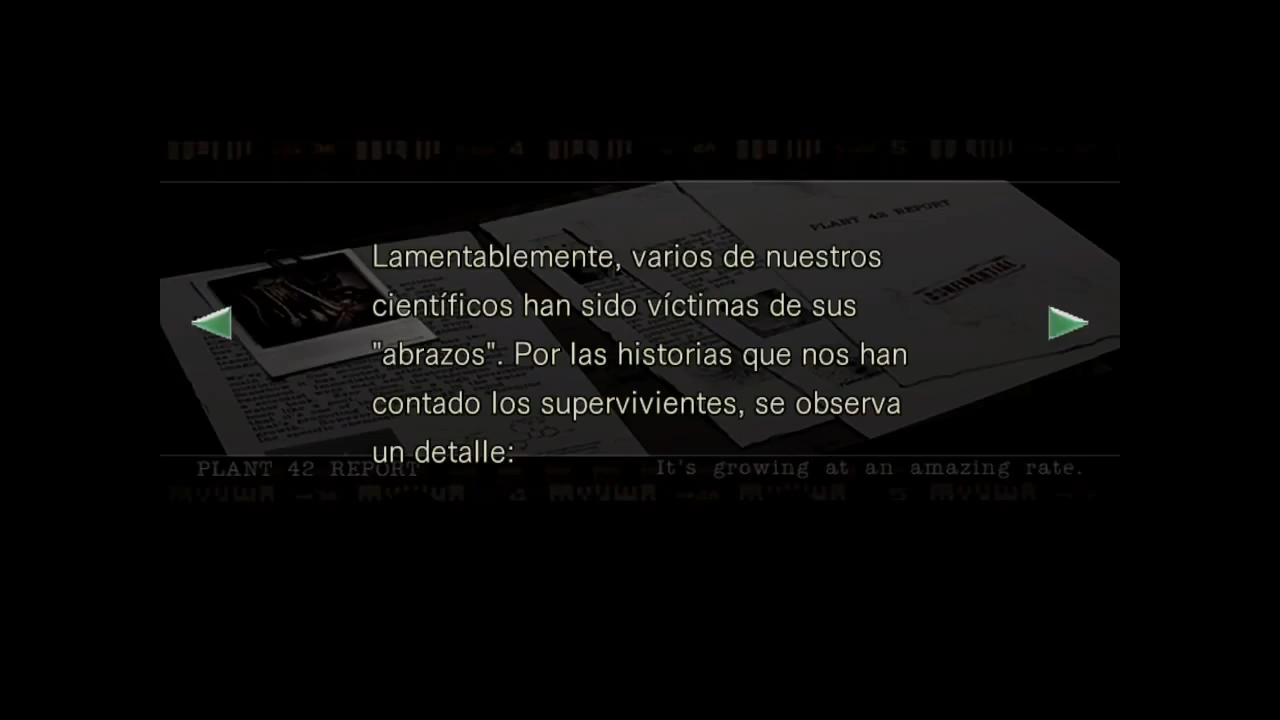 PLANT 42 REPORT
CONFIDENTIAL
Lamentablemente, varios de nuestros
científicos han sido víctimas de sus
"abrazos". Por las historias que nos han
contado los supervivientes, se observa
un detalle:
PLANT 42 REPORT
It's growing at an amazing rate.